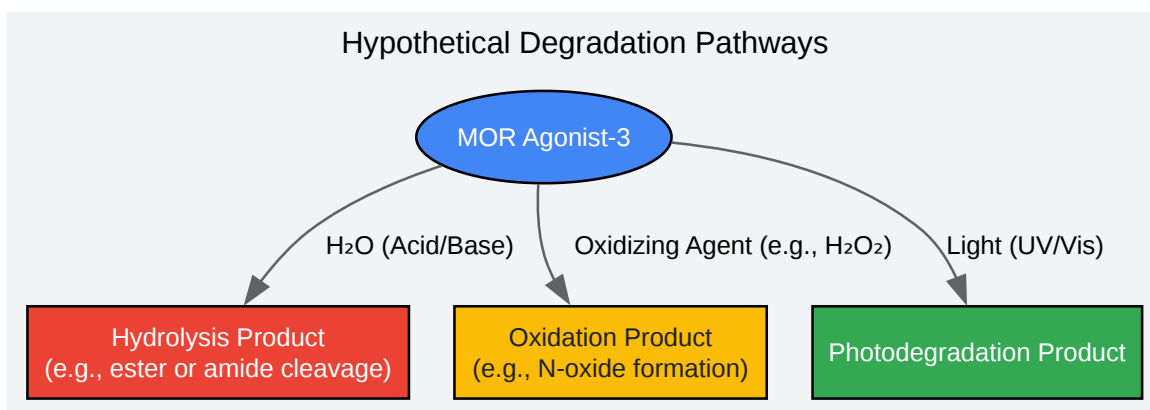 Hypothetical Degradation Pathways
MOR Agonist-3
H₂O (Acid/Base)
Oxidizing Agent (e.g., H₂O₂)
Light (UV/Vis)
Hydrolysis Product
(e.g., ester or amide cleavage)
Oxidation Product
(e.g., N-oxide formation)
Photodegradation Product